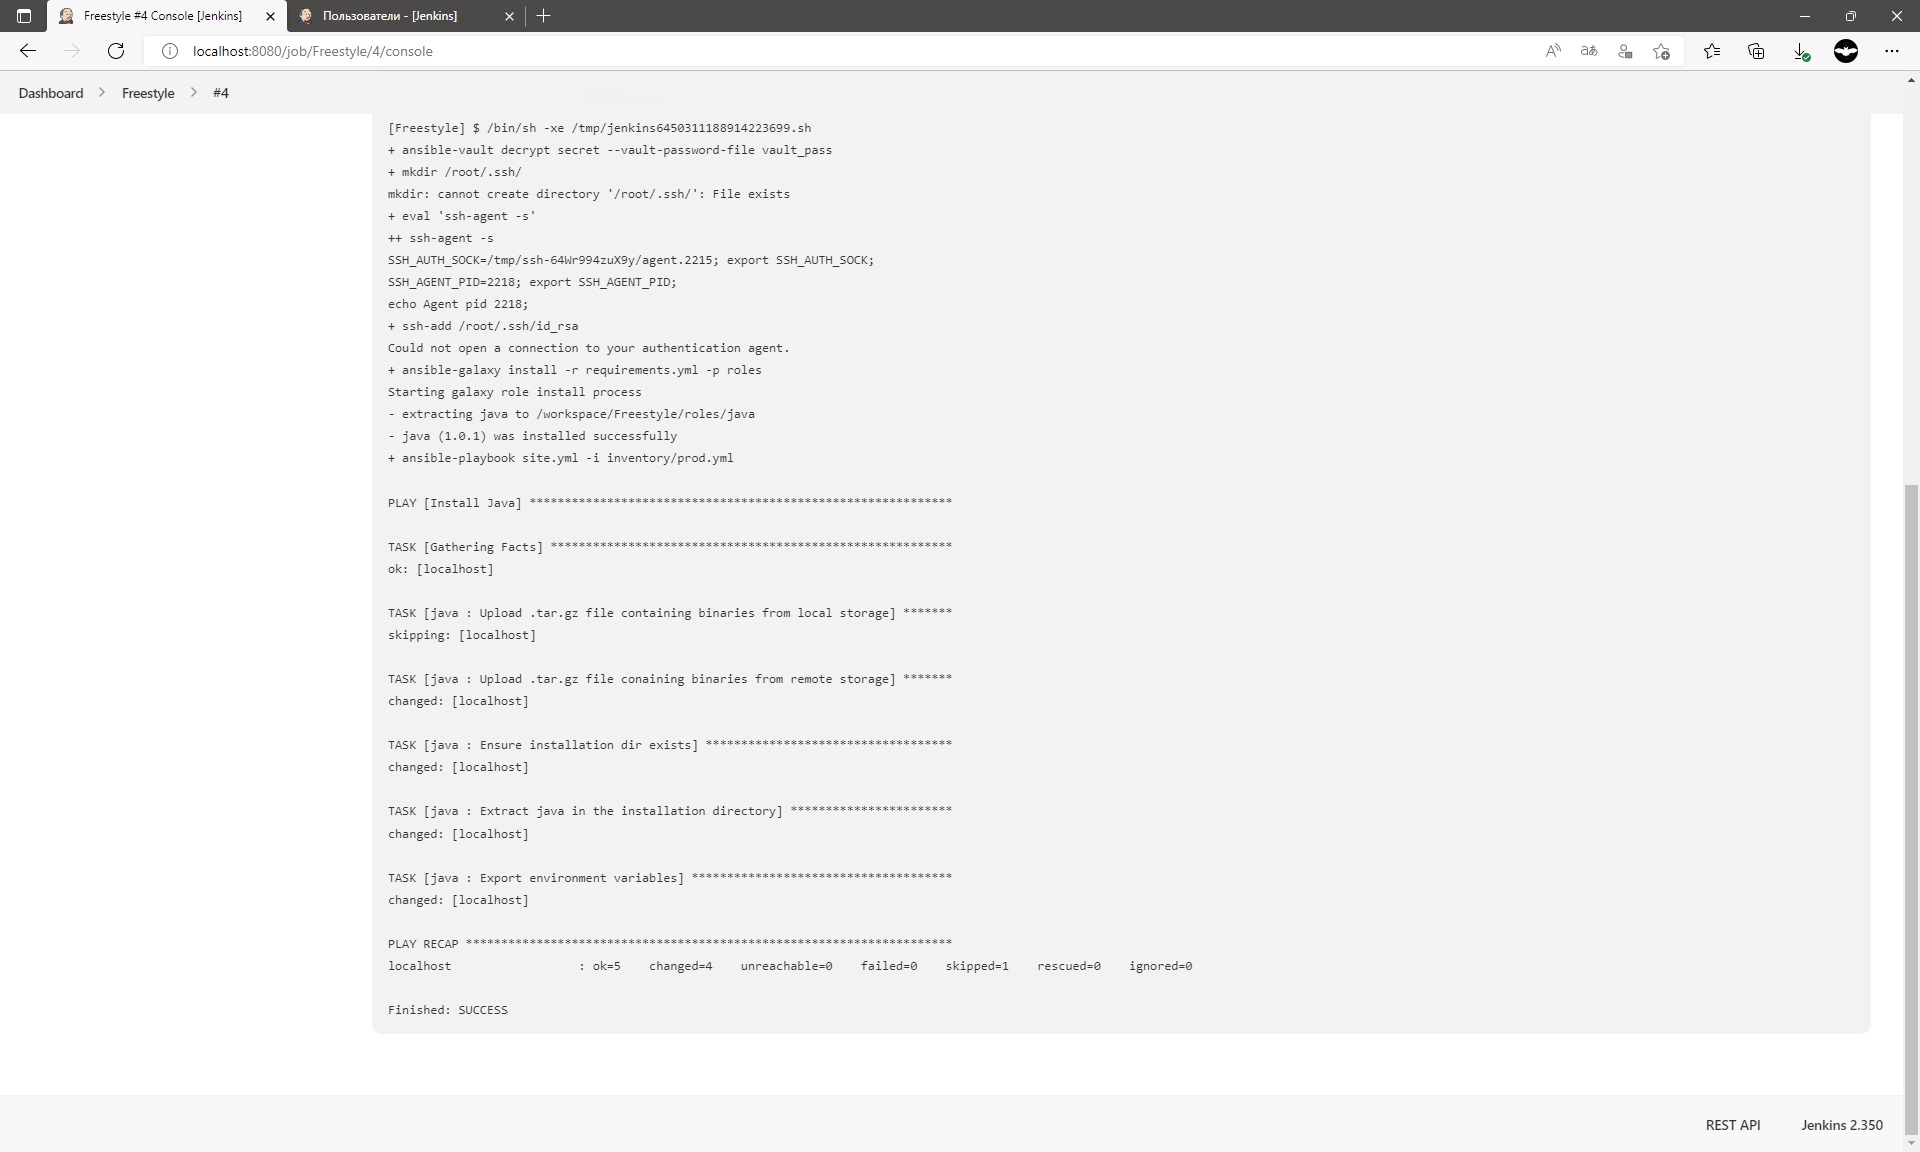 Freestyle #4 Console [Jenkins]
Пользователи - [Jenkins]
localhost:8080/job/Freestyle/4/console
Dashboard > Freestyle > #4
[Freestyle] $ /bin/sh -xe /tmp/jenkins6450311188914223699.sh
+ ansible-vault decrypt secret --vault-password-file vault_pass
+ mkdir /root/.ssh/
mkdir: cannot create directory '/root/.ssh/': File exists
+ eval 'ssh-agent -s'
++ ssh-agent -s
SSH_AUTH_SOCK=/tmp/ssh-64Wr994zuX9y/agent.2215; export SSH_AUTH_SOCK;
SSH_AGENT_PID=2218; export SSH_AGENT_PID;
echo Agent pid 2218;
+ ssh-add /root/.ssh/id_rsa
Could not open a connection to your authentication agent.
+ ansible-galaxy install -r requirements.yml -p roles
Starting galaxy role install process
- extracting java to /workspace/Freestyle/roles/java
- java (1.0.1) was installed successfully
+ ansible-playbook site.yml -i inventory/prod.yml
PLAY [Install Java] ************************************************************
TASK [Gathering Facts] *********************************************************
ok: [localhost]
TASK [java : Upload .tar.gz file containing binaries from local storage] *******
skipping: [localhost]
TASK [java : Upload .tar.gz file conaining binaries from remote storage] *******
changed: [localhost]
TASK [java : Ensure installation dir exists] ***********************************
changed: [localhost]
TASK [java : Extract java in the installation directory] ***********************
changed: [localhost]
TASK [java : Export environment variables] *************************************
changed: [localhost]
PLAY RECAP *********************************************************************
localhost : ok=5 changed=4 unreachable=0 failed=0 skipped=1 rescued=0 ignored=0
Finished: SUCCESS
REST API Jenkins 2.350